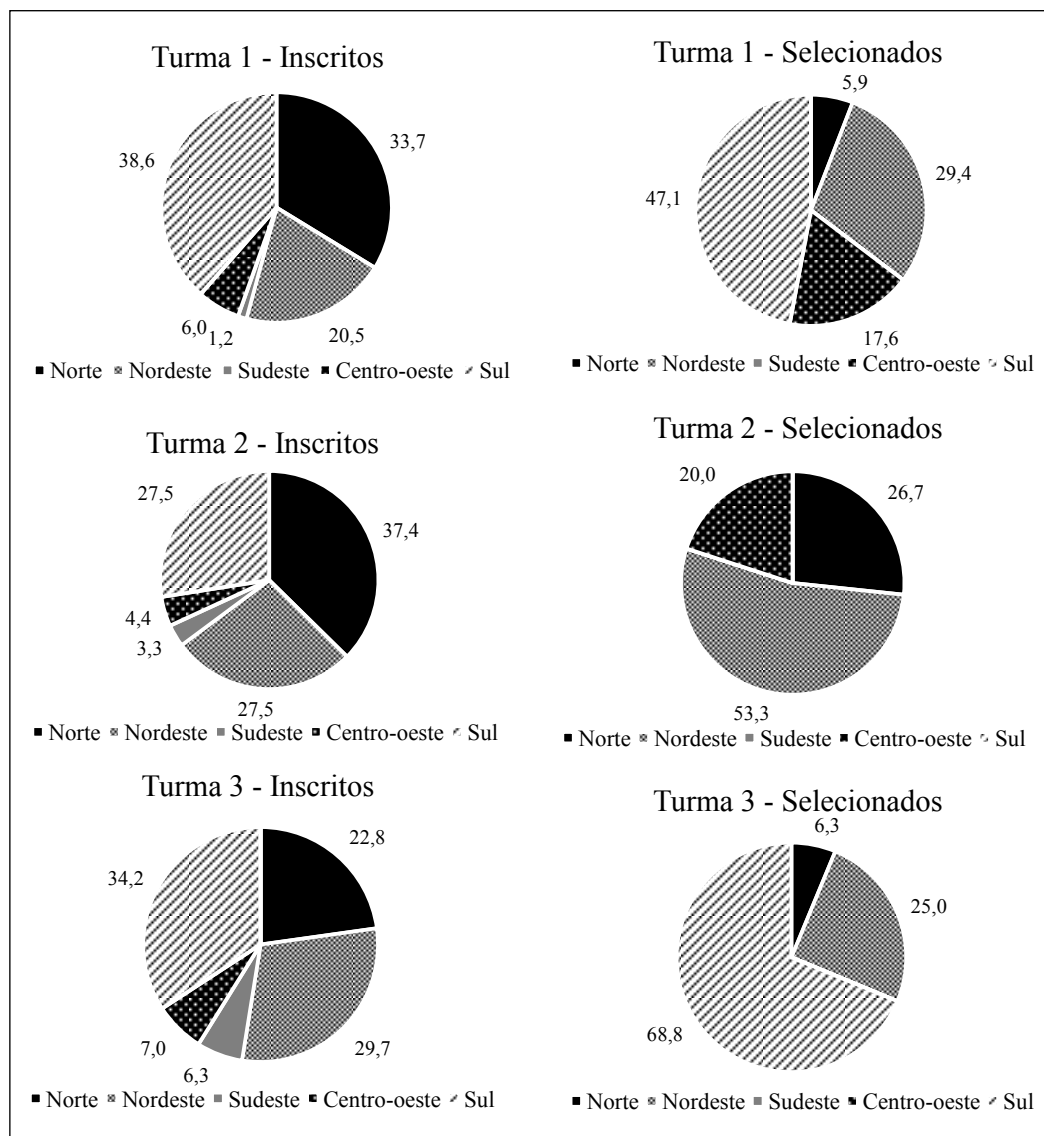 Turma 1 - Inscritos
38,6
33,7
6,0
1,2
20,5
Norte Nordeste Sudeste Centro-oeste Sul
Turma 1 - Selecionados
5,9
29,4
47,1
17,6
Norte Nordeste Sudeste Centro-oeste Sul
Turma 2 - Inscritos
27,5
37,4
4,4
3,3
27,5
Norte Nordeste Sudeste Centro-oeste Sul
Turma 2 - Selecionados
20,0
26,7
53,3
Norte Nordeste Sudeste Centro-oeste Sul
Turma 3 - Inscritos
22,8
34,2
7,0
6,3
29,7
Norte Nordeste Sudeste Centro-oeste Sul
Turma 3 - Selecionados
6,3
25,0
68,8
Norte Nordeste Sudeste Centro-oeste Sul